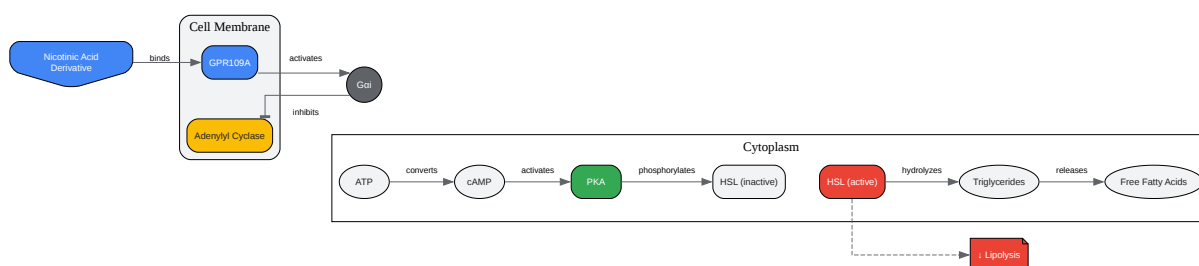 Cell Membrane
Nicotinic Acid
Derivative
binds
GPR109A
activates
Gαi
inhibits
Adenylyl Cyclase
Cytoplasm
ATP
converts
cAMP
activates
PKA
phosphorylates
HSL (inactive)
HSL (active)
hydrolyzes
Triglycerides
releases
Free Fatty Acids
↓ Lipolysis